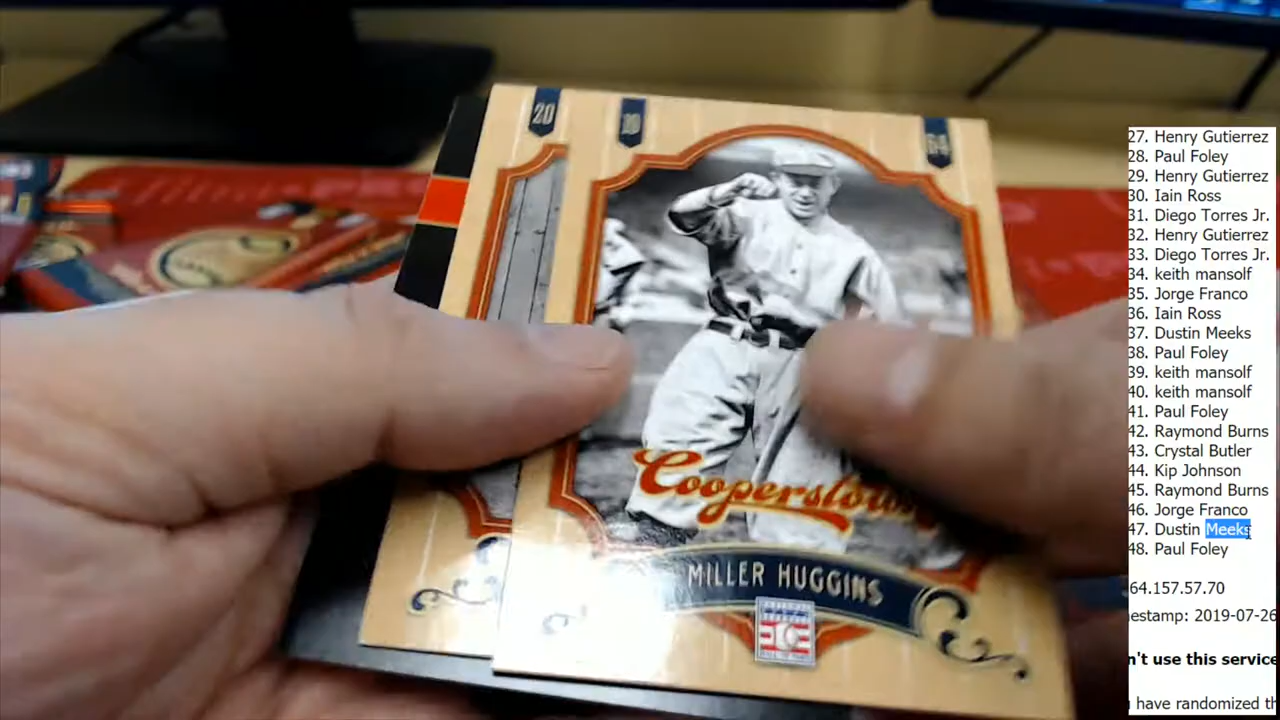 20
19
64
Cooperstown
MILLER HUGGINS
27. Henry Gutierrez
28. Paul Foley
29. Henry Gutierrez
30. Iain Ross
31. Diego Torres Jr.
32. Henry Gutierrez
33. Diego Torres Jr.
34. keith mansolf
35. Jorge Franco
36. Iain Ross
37. Dustin Meeks
38. Paul Foley
39. keith mansolf
40. keith mansolf
41. Paul Foley
42. Raymond Burns
43. Crystal Butler
44. Kip Johnson
45. Raymond Burns
46. Jorge Franco
47. Dustin Meeks
48. Paul Foley
64.157.57.70
estamp: 2019-07-26
n't use this service
have randomized th